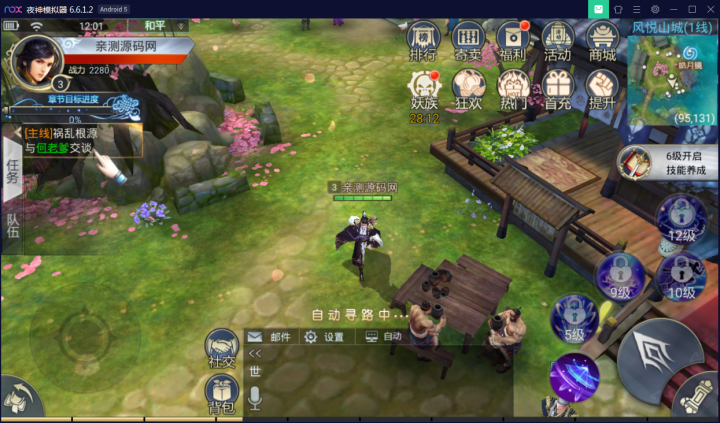 nox 夜神模拟器 6.6.1.2 Android 5
12:01 和平
亲测源码网
战力 2280
3
章节目标进度
0%
[主线]祸乱根源
与何老爹交谈
任务
队伍
排行 寄卖 福利 活动 商城
妖族 狂欢 热门 首充 提升
28:12
风悦山城(1线)
皓月镇
(95,131)
6级开启
技能养成
3 亲测源码网
12级
9级 10级
5级
自动寻路中···
社交
背包
邮件 设置 自动
<<
世